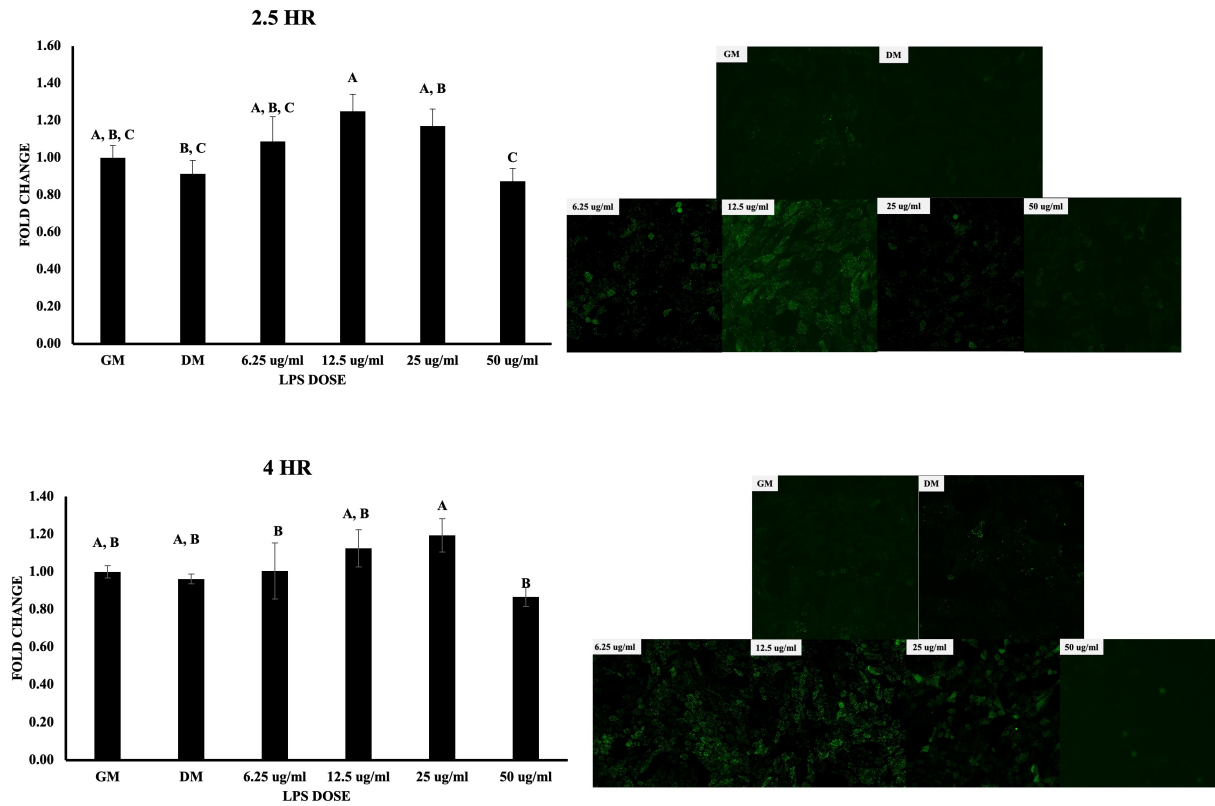 2.5 HR
1.60
1.40
1.20
1.00
0.80
0.60
0.40
0.20
0.00
FOLD CHANGE
A, B, C
B, C
A, B, C
A
A, B
C
GM
DM
6.25 ug/ml
12.5 ug/ml
25 ug/ml
50 ug/ml
LPS DOSE
GM
DM
6.25 ug/ml
12.5 ug/ml
25 ug/ml
50 ug/ml
4 HR
1.40
1.20
1.00
0.80
0.60
0.40
0.20
0.00
FOLD CHANGE
A, B
A, B
B
A, B
A
B
GM
DM
6.25 ug/ml
12.5 ug/ml
25 ug/ml
50 ug/ml
LPS DOSE
GM
DM
6.25 ug/ml
12.5 ug/ml
25 ug/ml
50 ug/ml